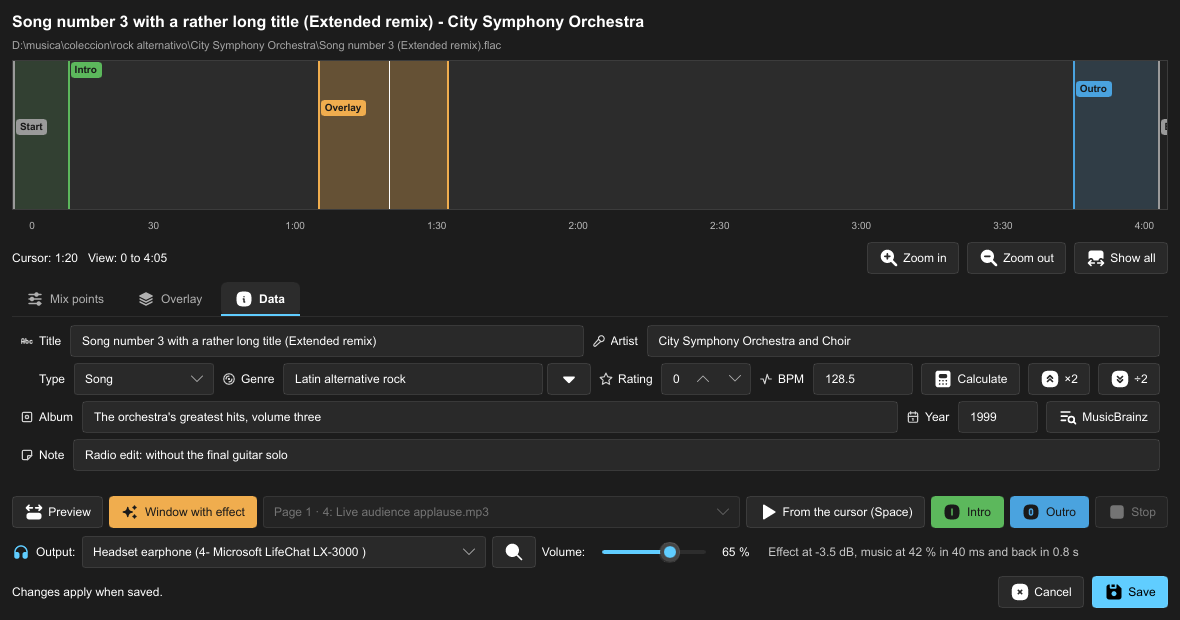 Song number 3 with a rather long title (Extended remix) - City Symphony Orchestra
D:\musica\coleccion\rock alternativo\City Symphony Orchestra\Song number 3 (Extended remix).flac
Intro
Outro
Overlay
Start
0 30 1:00 1:30 2:00 2:30 3:00 3:30 4:00
Cursor: 1:20 View: 0 to 4:05 Zoom in Zoom out Show all
Mix points Overlay Data
Abc Title Song number 3 with a rather long title (Extended remix) Artist City Symphony Orchestra and Choir
Type Song Genre Latin alternative rock Rating 0 BPM 128.5 Calculate ×2 ÷2
Album The orchestra's greatest hits, volume three Year 1999 MusicBrainz
Note Radio edit: without the final guitar solo
Preview Window with effect Page 1 · 4: Live audience applause.mp3 From the cursor (Space) I Intro O Outro Stop
Output: Headset earphone (4- Microsoft LifeChat LX-3000 ) Volume: 65 % Effect at -3.5 dB, music at 42 % in 40 ms and back in 0.8 s
Changes apply when saved. Cancel Save